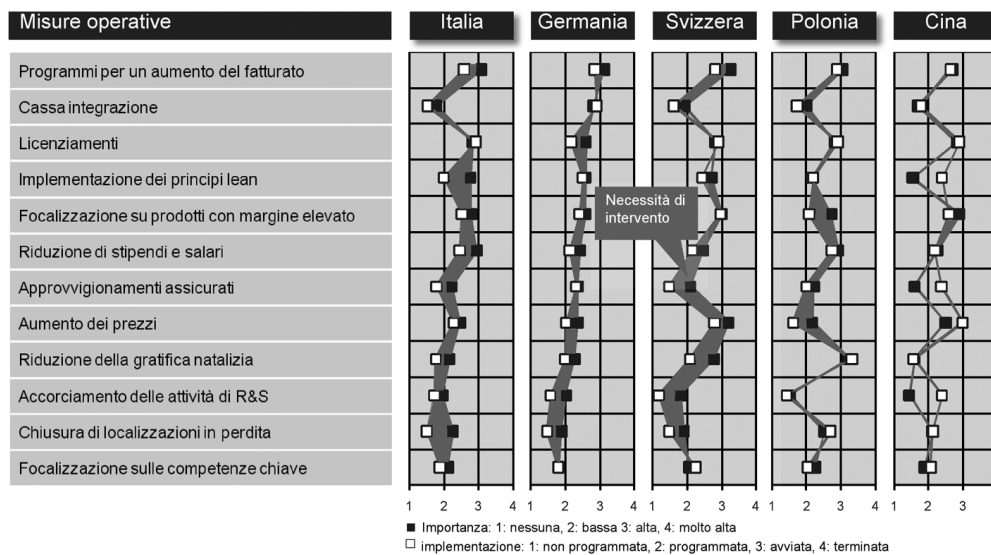 Misure operative
Italia
Germania
Svizzera
Polonia
Cina
Programmi per un aumento del fatturato
Cassa integrazione
Licenziamenti
Implementazione dei principi lean
Focalizzazione su prodotti con margine elevato
Riduzione di stipendi e salari
Approvvigionamenti assicurati
Aumento dei prezzi
Riduzione della gratifica natalizia
Accorciamento delle attività di R&S
Chiusura di localizzazioni in perdita
Focalizzazione sulle competenze chiave
Necessità di
intervento
1 2 3 4 1 2 3 4 1 2 3 4 1 2 3 4 1 2 3
Importanza: 1: nessuna, 2: bassa 3: alta, 4: molto alta
implementazione: 1: non programmata, 2: programmata, 3: avviata, 4: terminata